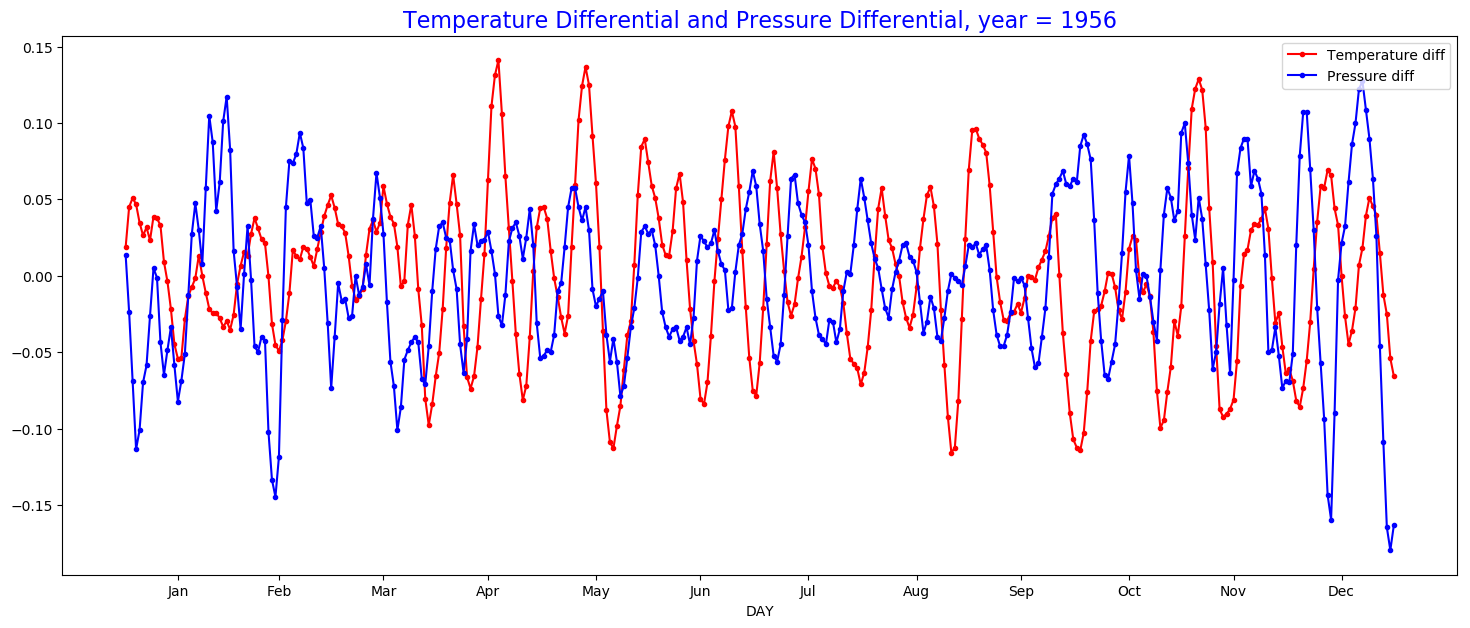 Temperature Differential and Pressure Differential, year = 1956
0.15
0.10
0.05
0.00
−0.05
−0.10
−0.15
Temperature diff
Pressure diff
Jan Feb Mar Apr May Jun Jul Aug Sep Oct Nov Dec
DAY